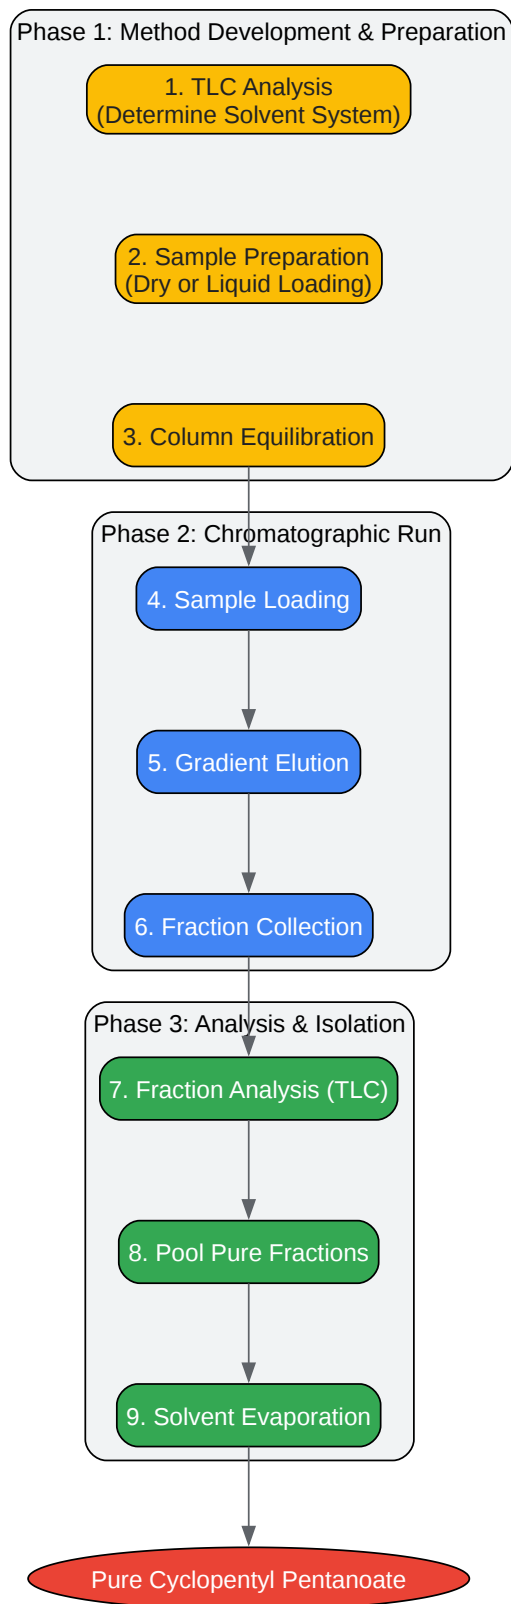 Phase 1: Method Development & Preparation
1. TLC Analysis
(Determine Solvent System)
2. Sample Preparation
(Dry or Liquid Loading)
3. Column Equilibration
Phase 2: Chromatographic Run
4. Sample Loading
5. Gradient Elution
6. Fraction Collection
Phase 3: Analysis & Isolation
7. Fraction Analysis (TLC)
8. Pool Pure Fractions
9. Solvent Evaporation
Pure Cyclopentyl Pentanoate